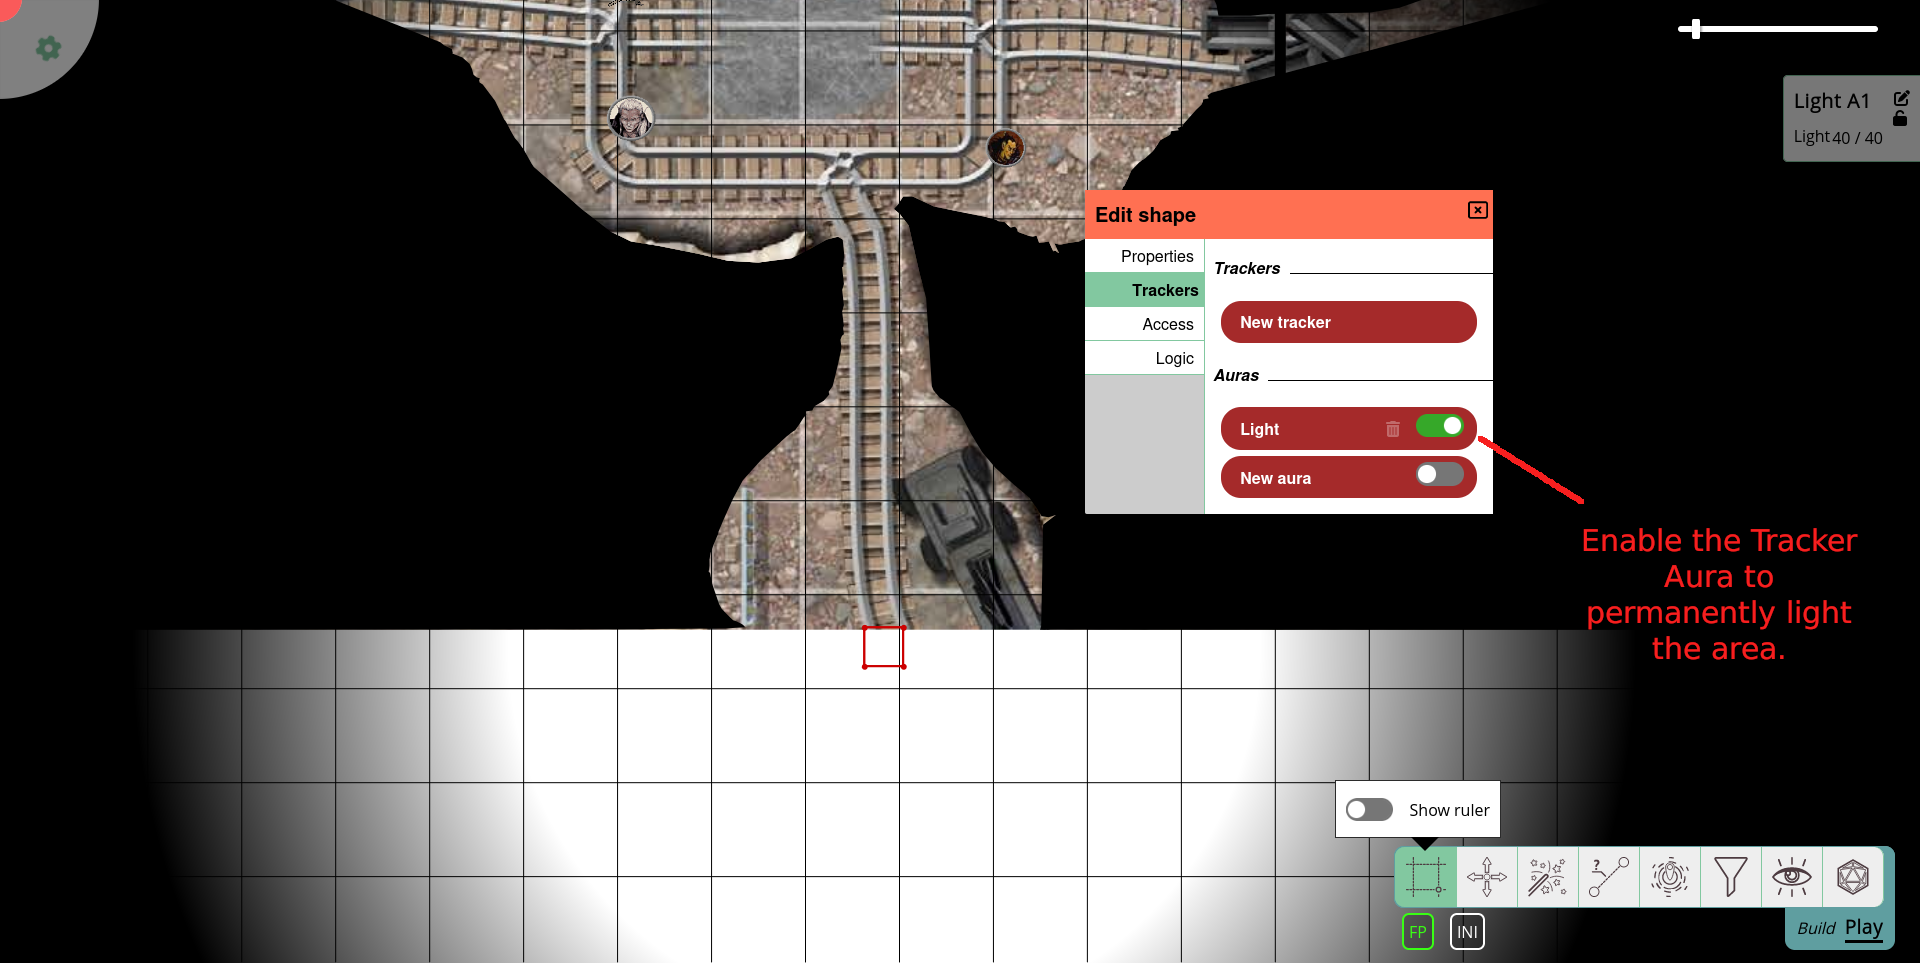 Light A1
Light 40 / 40
Edit shape
Properties
Trackers
Access
Logic
Trackers
New tracker
Auras
Light
New aura
Enable the Tracker
Aura to
permanently light
the area.
Show ruler
?
FP
INI
Build Play